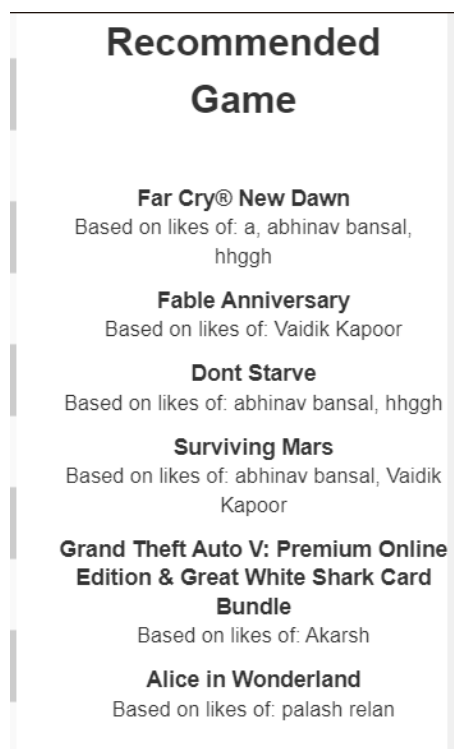 Recommended
Game
Far Cry® New Dawn
Based on likes of: a, abhinav bansal,
hhggh
Fable Anniversary
Based on likes of: Vaidik Kapoor
Dont Starve
Based on likes of: abhinav bansal, hhggh
Surviving Mars
Based on likes of: abhinav bansal, Vaidik
Kapoor
Grand Theft Auto V: Premium Online
Edition & Great White Shark Card
Bundle
Based on likes of: Akarsh
Alice in Wonderland
Based on likes of: palash relan